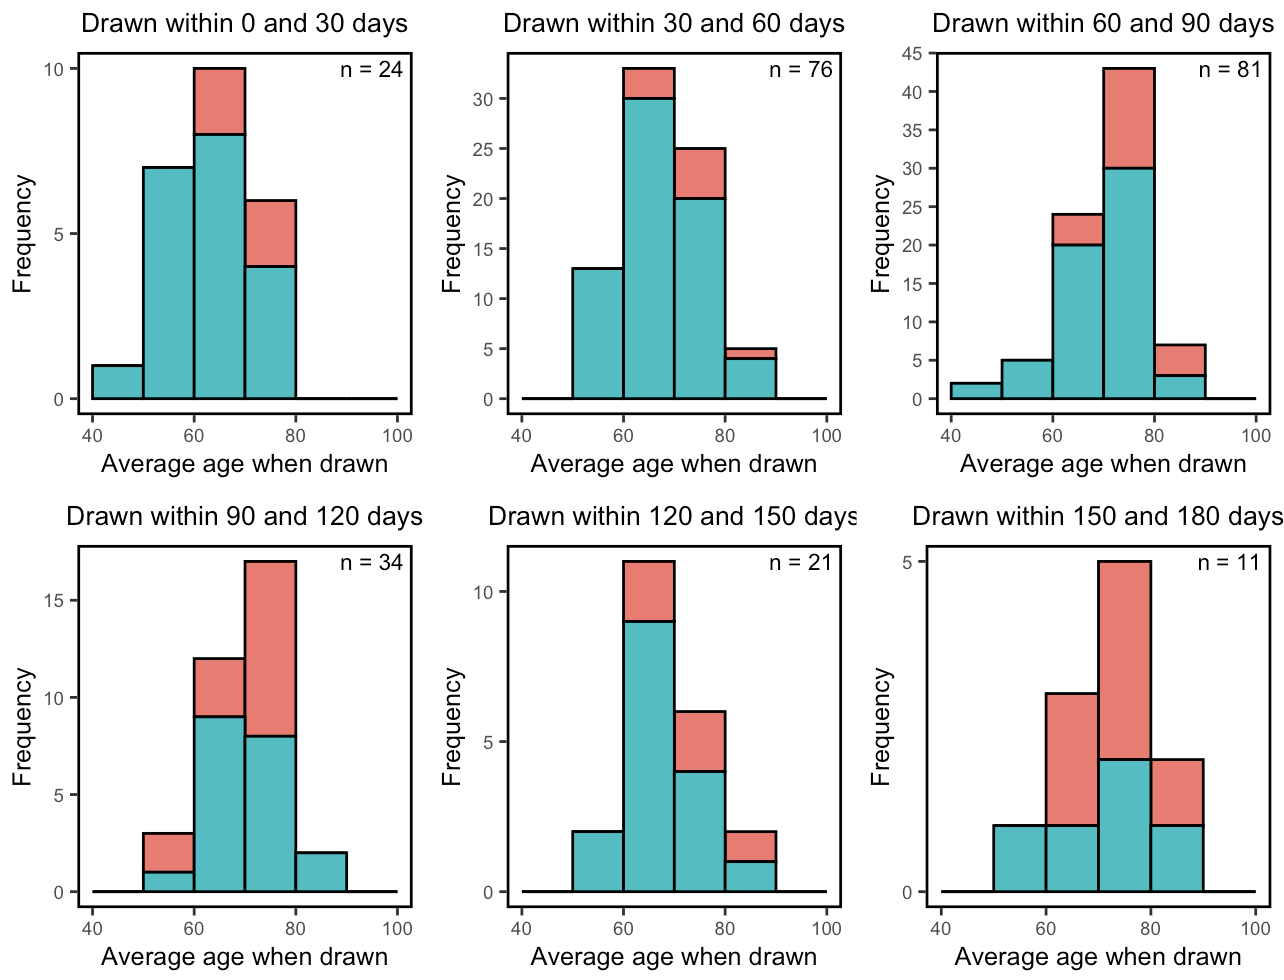 Drawn within 0 and 30 days
n = 24
10
5
0
Frequency
40 60 80 100
Average age when drawn
Drawn within 30 and 60 days
n = 76
30
25
20
15
10
5
0
Frequency
40 60 80 100
Average age when drawn
Drawn within 60 and 90 days
n = 81
45
40
35
30
25
20
15
10
5
0
Frequency
40 60 80 100
Average age when drawn
Drawn within 90 and 120 days
n = 34
15
10
5
0
Frequency
40 60 80 100
Average age when drawn
Drawn within 120 and 150 days
n = 21
10
5
0
Frequency
40 60 80 100
Average age when drawn
Drawn within 150 and 180 days
n = 11
5
0
Frequency
40 60 80 100
Average age when drawn